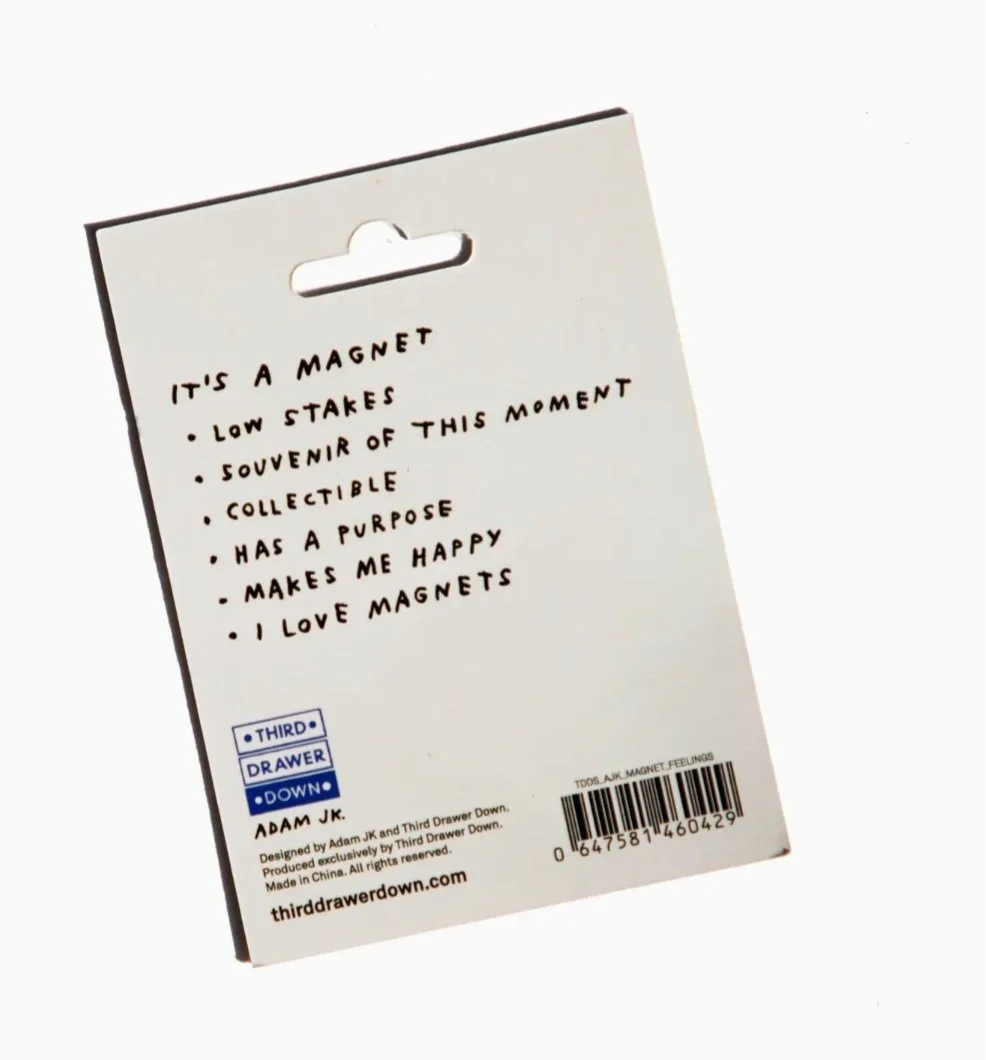 IT'S A MAGNET
• LOW STAKES
• SOUVENIR OF THIS MOMENT
• COLLECTIBLE
• HAS A PURPOSE
• MAKES ME HAPPY
• I LOVE MAGNETS
•THIRD•
DRAWER
•DOWN•
ADAM JK.
Designed by Adam JK and Third Drawer Down.
Produced exclusively by Third Drawer Down.
Made in China. All rights reserved.
thirddrawerdown.com
TDDS_AJK_MAGNET_FEELINGS
0 647581 460429